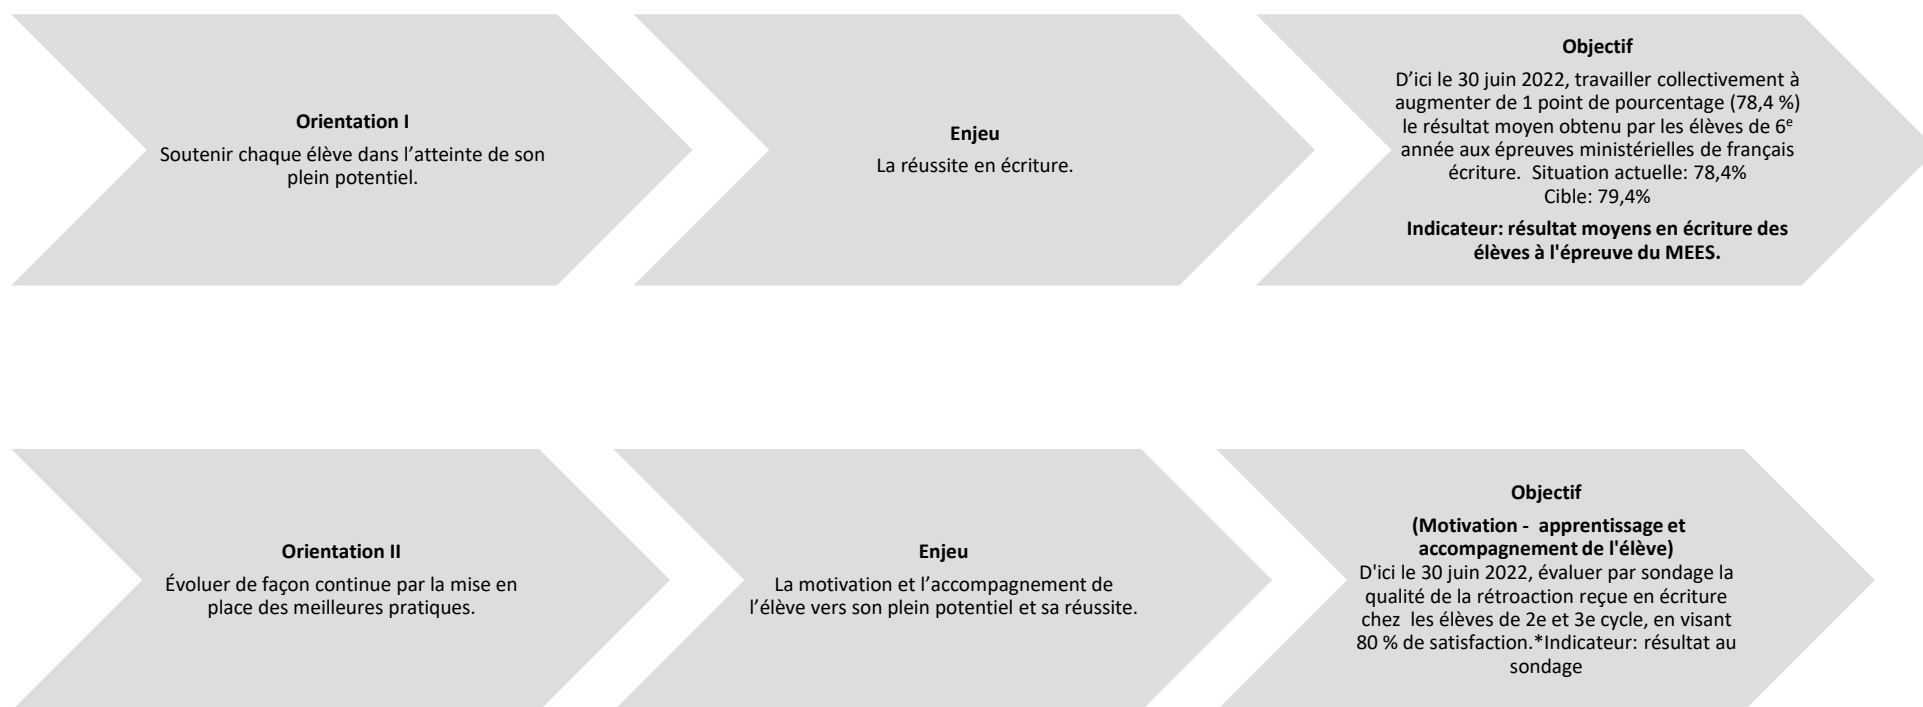 Orientation I
Soutenir chaque élève dans l’atteinte de son
plein potentiel.
Enjeu
La réussite en écriture.
Objectif
D’ici le 30 juin 2022, travailler collectivement à
augmenter de 1 point de pourcentage (78,4 %)
le résultat moyen obtenu par les élèves de 6e
année aux épreuves ministérielles de français
écriture.  Situation actuelle: 78,4%
Cible: 79,4%
Indicateur: résultat moyens en écriture des
élèves à l'épreuve du MEES.
Orientation II
Évoluer de façon continue par la mise en
place des meilleures pratiques.
Enjeu
La motivation et l’accompagnement de
l’élève vers son plein potentiel et sa réussite.
Objectif
(Motivation -  apprentissage et
accompagnement de l'élève)
D'ici le 30 juin 2022, évaluer par sondage la
qualité de la rétroaction reçue en écriture
chez  les élèves de 2e et 3e cycle, en visant
80 % de satisfaction.*Indicateur: résultat au
sondage